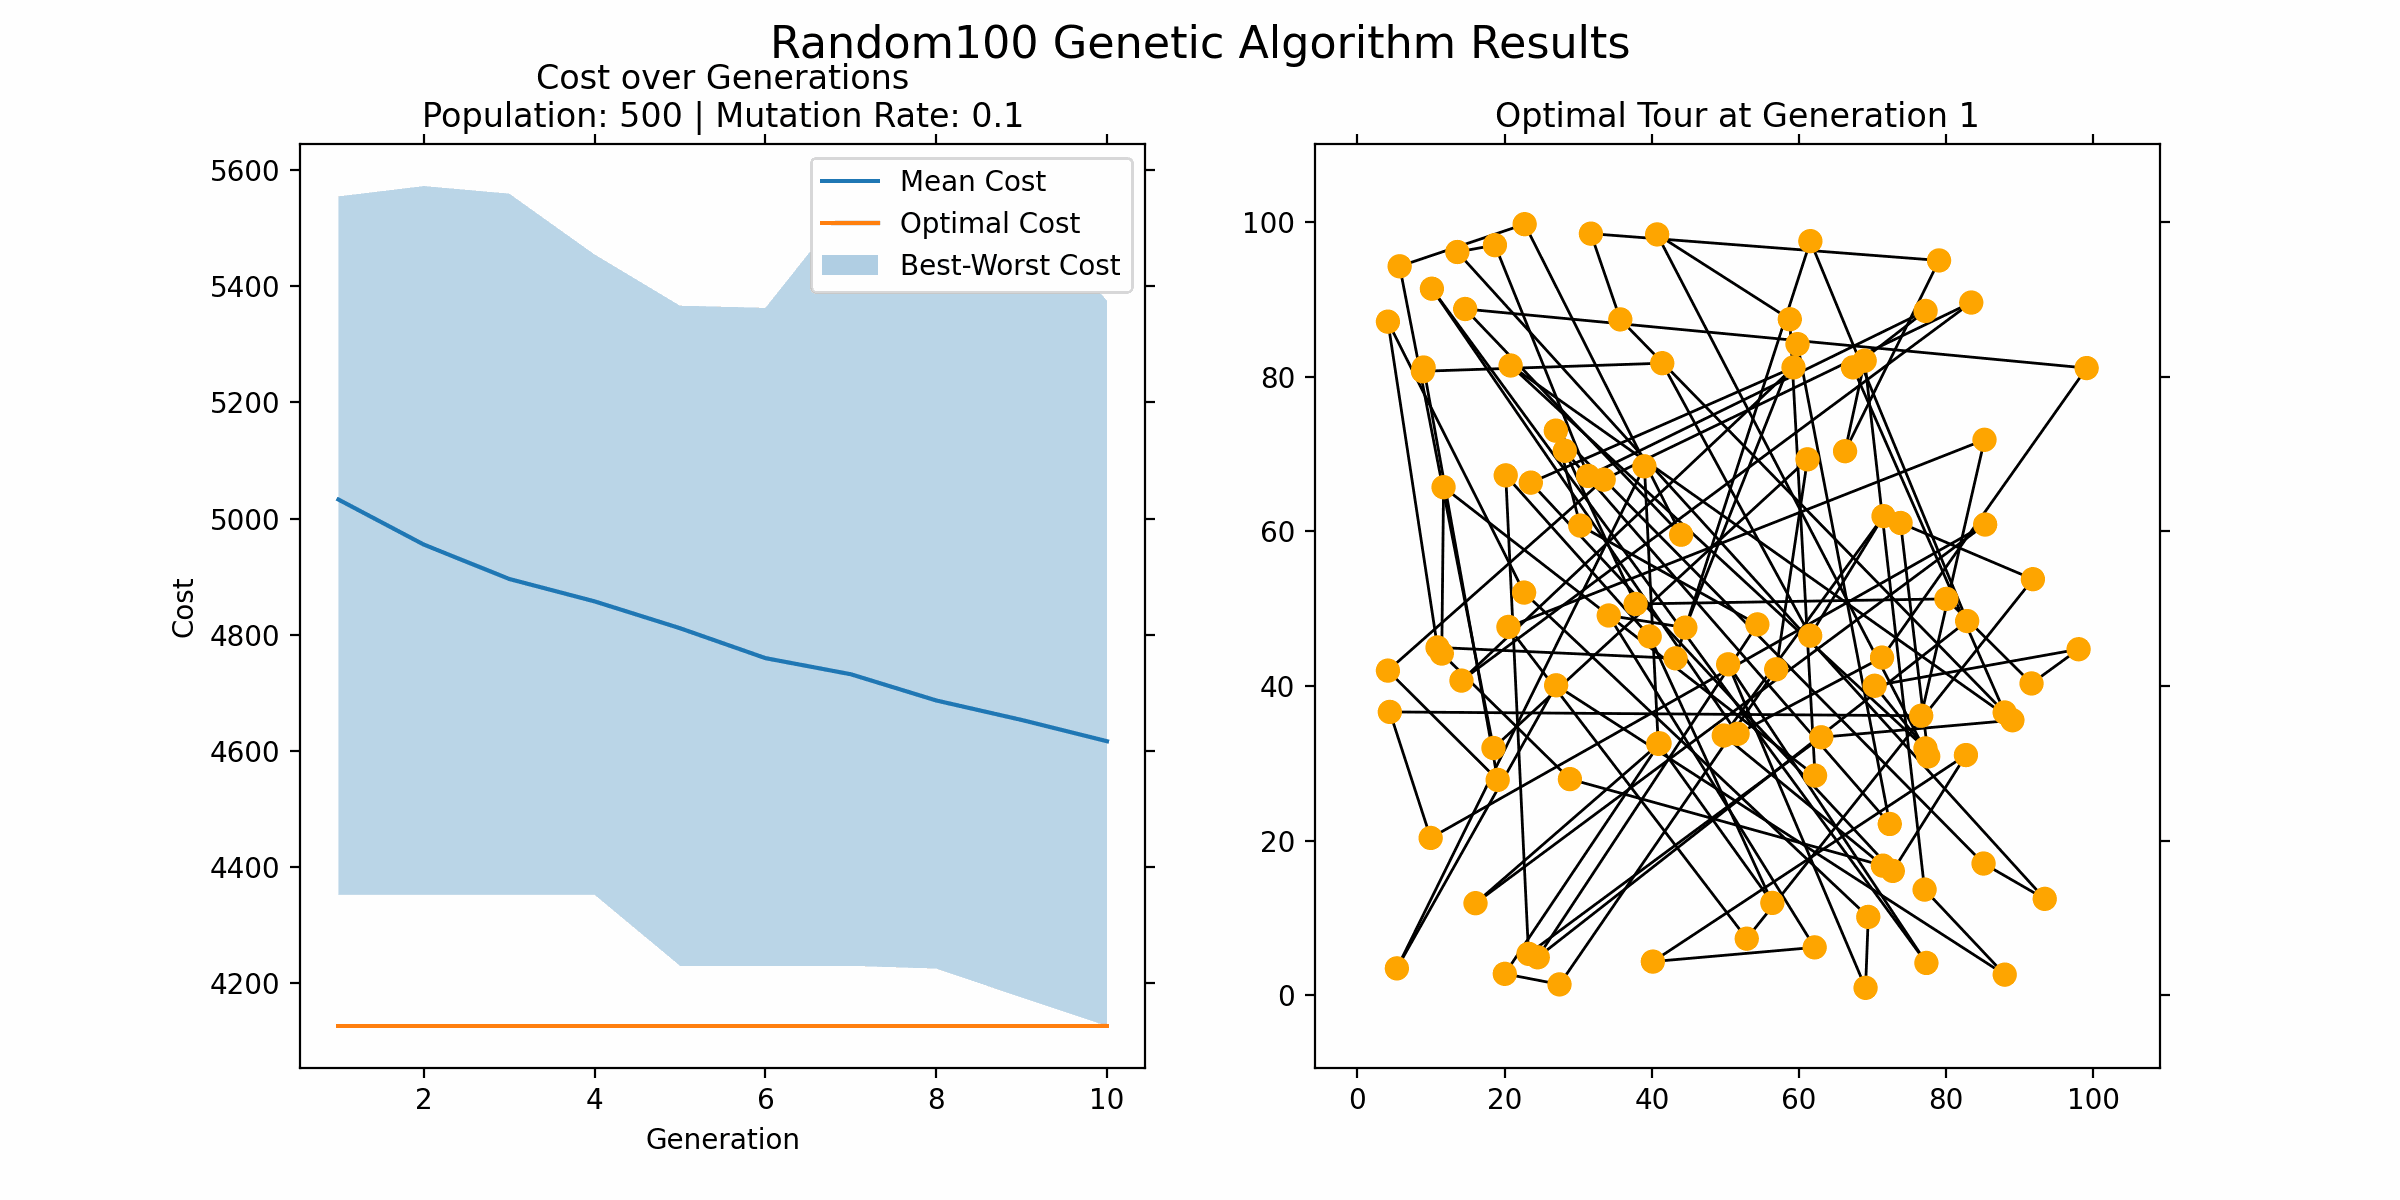 Random100 Genetic Algorithm Results
Cost over Generations
Population: 500 | Mutation Rate: 0.1
Mean Cost
Optimal Cost
Best-Worst Cost
5600
5400
5200
5000
4800
4600
4400
4200
Cost
2 4 6 8 10
Generation
Optimal Tour at Generation 1
100
80
60
40
20
0
0 20 40 60 80 100